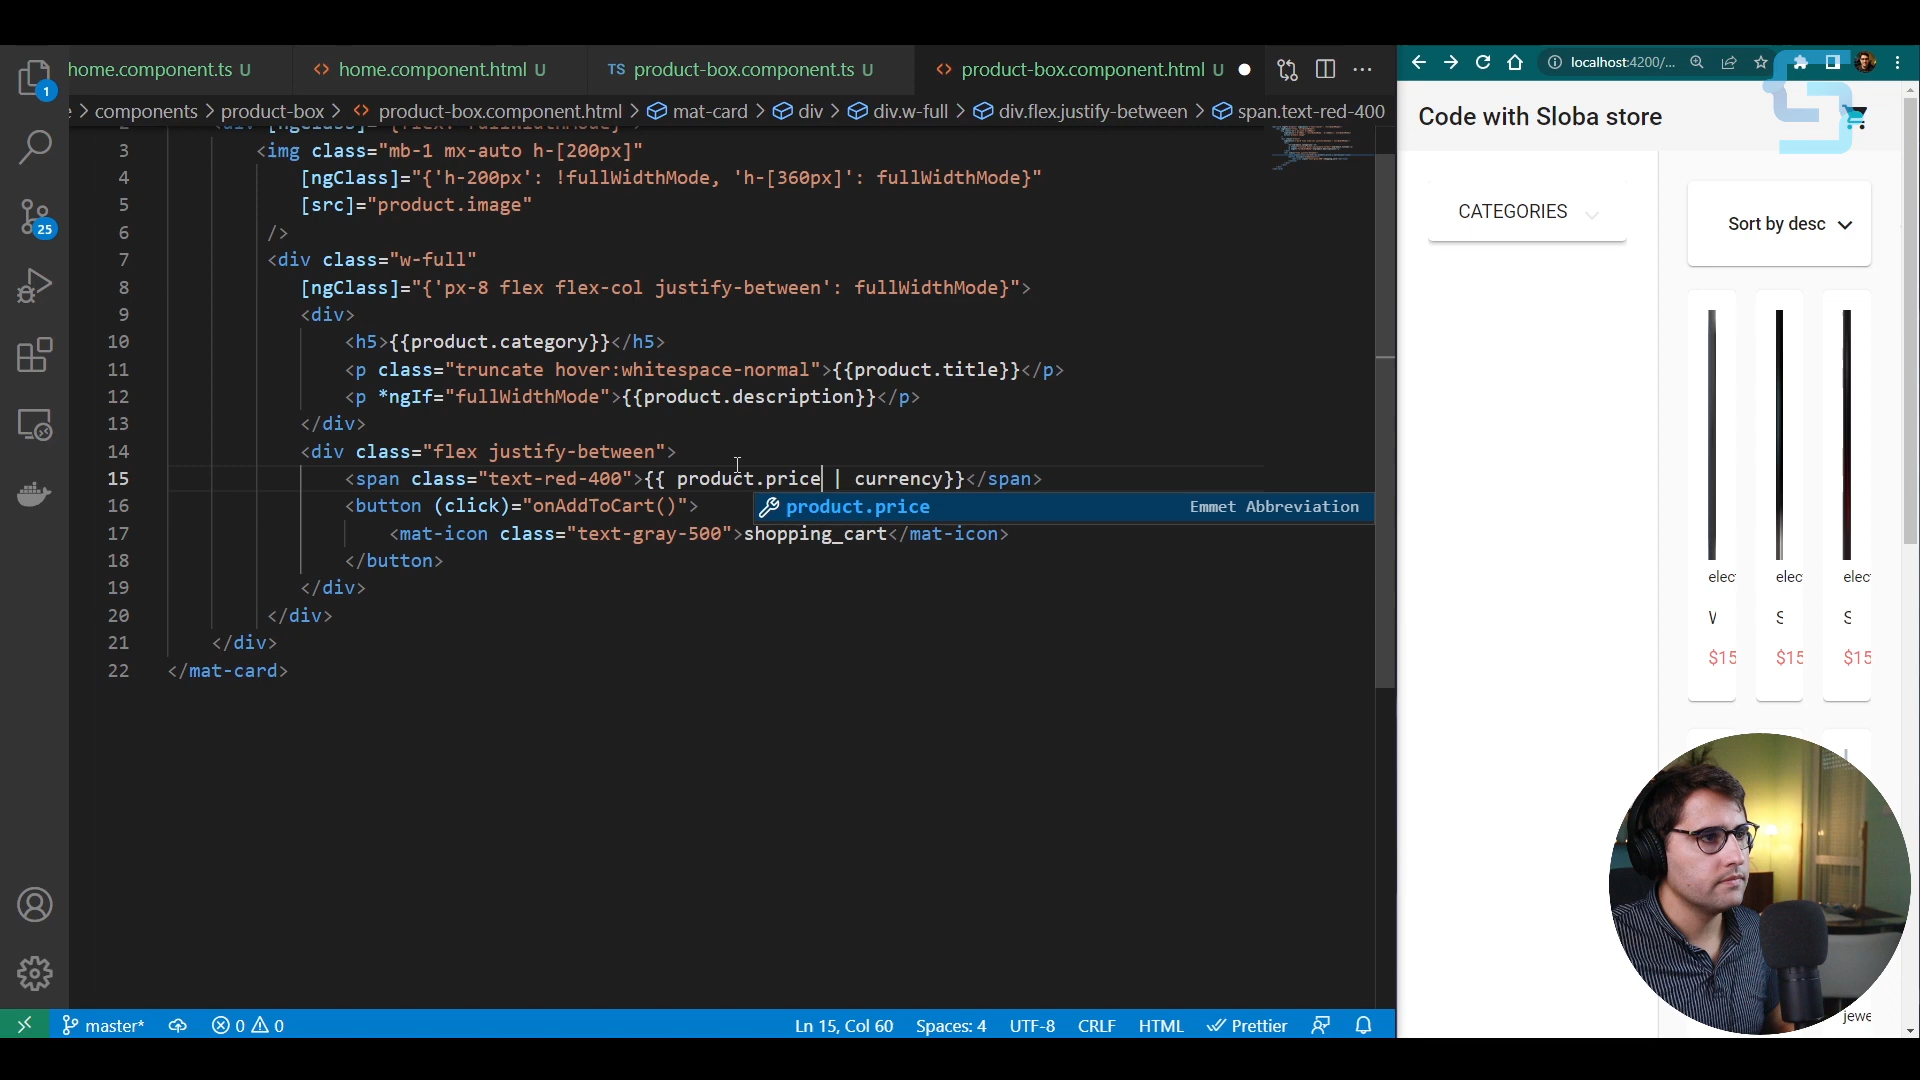 home.component.ts U
<> home.component.html U
TS product-box.component.ts U
<> product-box.component.html U
> components > product-box > <> product-box.component.html > mat-card > div > div.w-full > div.flex.justify-between > span.text-red-400
3 <img class="mb-1 mx-auto h-[200px]"
4 [ngClass]="{'h-200px': !fullWidthMode, 'h-[360px]': fullWidthMode}"
5 [src]="product.image"
6 />
7 <div class="w-full"
8 [ngClass]="{'px-8 flex flex-col justify-between': fullWidthMode}">
9 <div>
10 <h5>{{product.category}}</h5>
11 <p class="truncate hover:whitespace-normal">{{product.title}}</p>
12 <p *ngIf="fullWidthMode">{{product.description}}</p>
13 </div>
14 <div class="flex justify-between">
15 <span class="text-red-400">{{ product.price | currency}}</span>
16 <button (click)="onAddToCart()">
product.price Emmet Abbreviation
17 <mat-icon class="text-gray-500">shopping_cart</mat-icon>
18 </button>
19 </div>
20 </div>
21 </div>
22 </mat-card>
1
25
master*
0 0
Ln 15, Col 60
Spaces: 4
UTF-8
CRLF
HTML
Prettier
localhost:4200/...
Code with Sloba store
CATEGORIES
Sort by desc
elec elec elec
W S S
$15 $15 $15
jewe